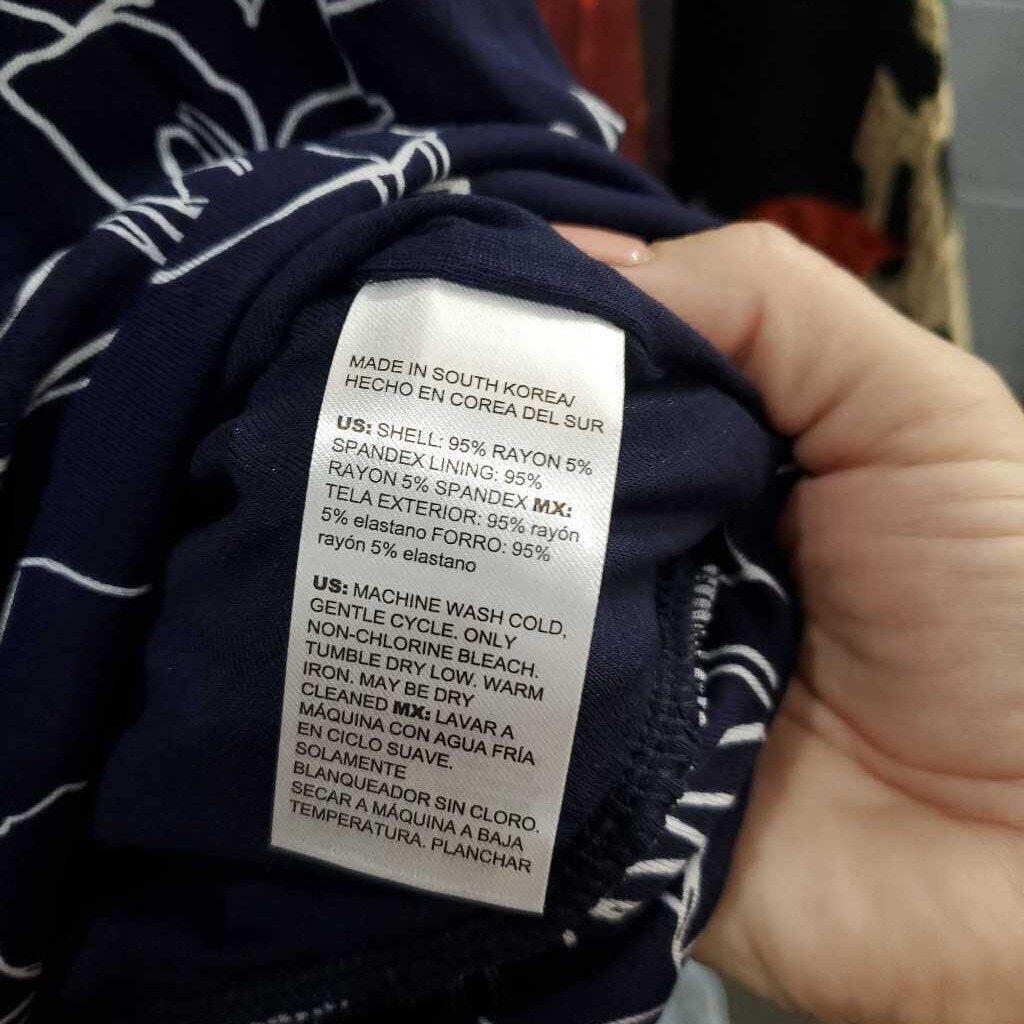 MADE IN SOUTH KOREA/
HECHO EN COREA DEL SUR
US: SHELL: 95% RAYON 5%
SPANDEX LINING: 95%
RAYON 5% SPANDEX MX:
TELA EXTERIOR: 95% rayón
5% elastano FORRO: 95%
rayón 5% elastano
US: MACHINE WASH COLD,
GENTLE CYCLE. ONLY
NON-CHLORINE BLEACH.
TUMBLE DRY LOW. WARM
IRON. MAY BE DRY
CLEANED MX: LAVAR A
MÁQUINA CON AGUA FRÍA
EN CICLO SUAVE.
SOLAMENTE
BLANQUEADOR SIN CLORO.
SECAR A MÁQUINA A BAJA
TEMPERATURA. PLANCHAR